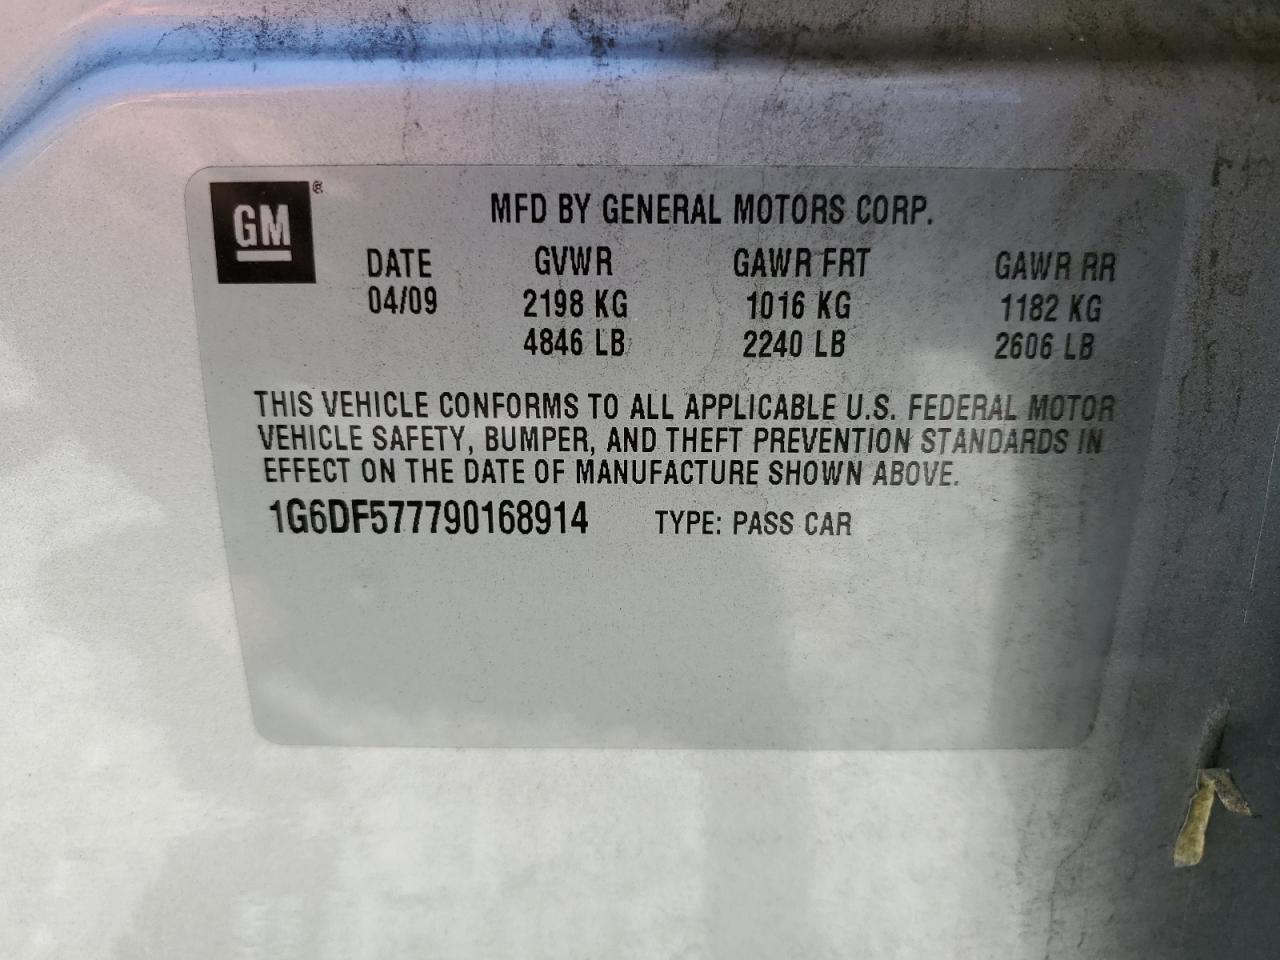 GM ®
MFD BY GENERAL MOTORS CORP.
DATE GVWR GAWR FRT GAWR RR
04/09 2198 KG 1016 KG 1182 KG
4846 LB 2240 LB 2606 LB
THIS VEHICLE CONFORMS TO ALL APPLICABLE U.S. FEDERAL MOTOR
VEHICLE SAFETY, BUMPER, AND THEFT PREVENTION STANDARDS IN
EFFECT ON THE DATE OF MANUFACTURE SHOWN ABOVE.
1G6DF577790168914 TYPE: PASS CAR